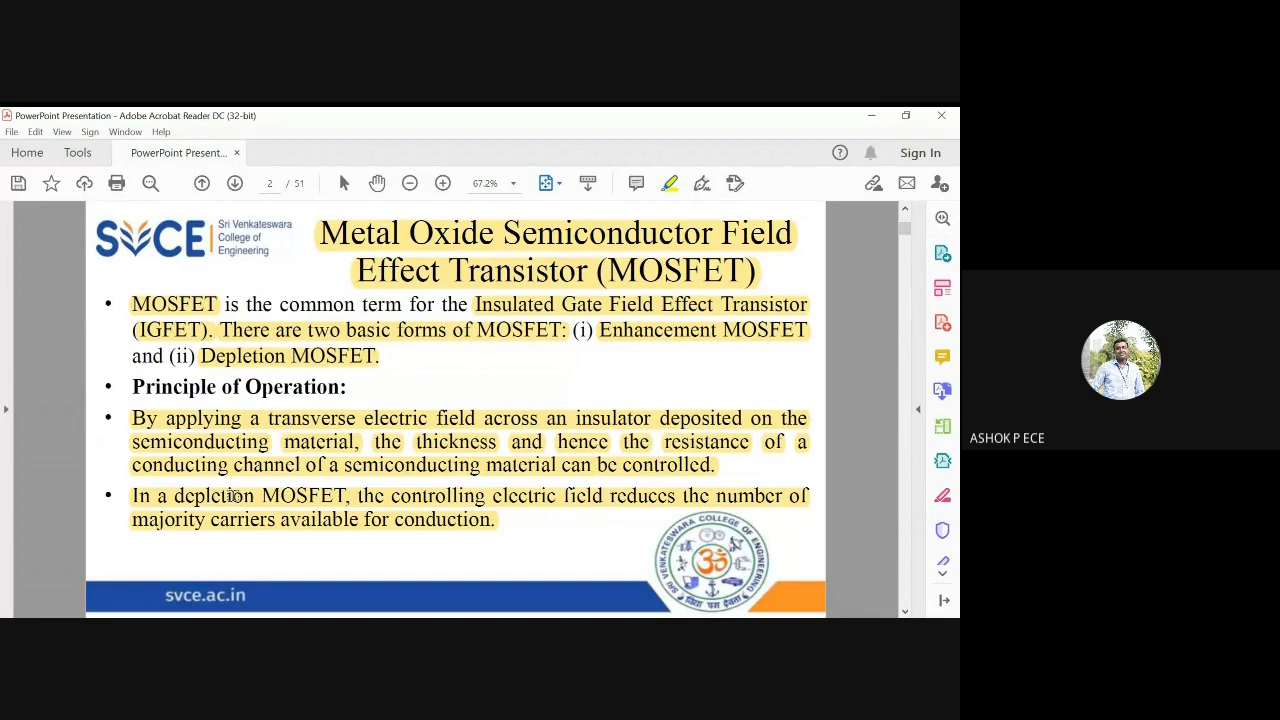 PowerPoint Presentation - Adobe Acrobat Reader DC (32-bit)
File Edit View Sign Window Help
Home Tools PowerPoint Present... × Sign In
2 / 51 67.2%
SVCE Sri Venkateswara
College of
Engineering
Metal Oxide Semiconductor Field
Effect Transistor (MOSFET)
• MOSFET is the common term for the Insulated Gate Field Effect Transistor
(IGFET). There are two basic forms of MOSFET: (i) Enhancement MOSFET
and (ii) Depletion MOSFET.
• Principle of Operation:
• By applying a transverse electric field across an insulator deposited on the
semiconducting material, the thickness and hence the resistance of a
conducting channel of a semiconducting material can be controlled.
• In a depletion MOSFET, the controlling electric field reduces the number of
majority carriers available for conduction.
SRI VENKATESWARA COLLEGE OF ENGINEERING
ॐ
svce.ac.in
ASHOK P ECE